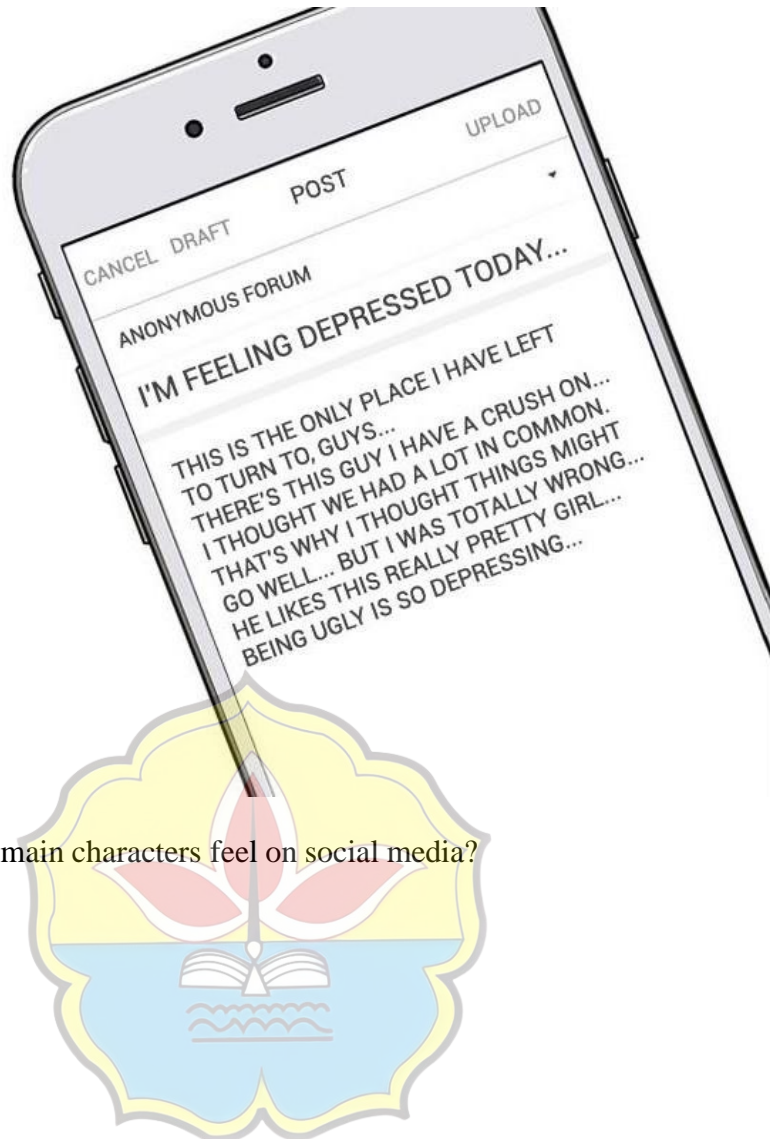 UPLOAD
POST
CANCEL DRAFT
ANONYMOUS FORUM
I'M FEELING DEPRESSED TODAY...
THIS IS THE ONLY PLACE I HAVE LEFT
TO TURN TO, GUYS...
THERE'S THIS GUY I HAVE A CRUSH ON...
I THOUGHT WE HAD A LOT IN COMMON.
THAT'S WHY I THOUGHT THINGS MIGHT
GO WELL... BUT I WAS TOTALLY WRONG...
HE LIKES THIS REALLY PRETTY GIRL...
BEING UGLY IS SO DEPRESSING...
main characters feel on social media?